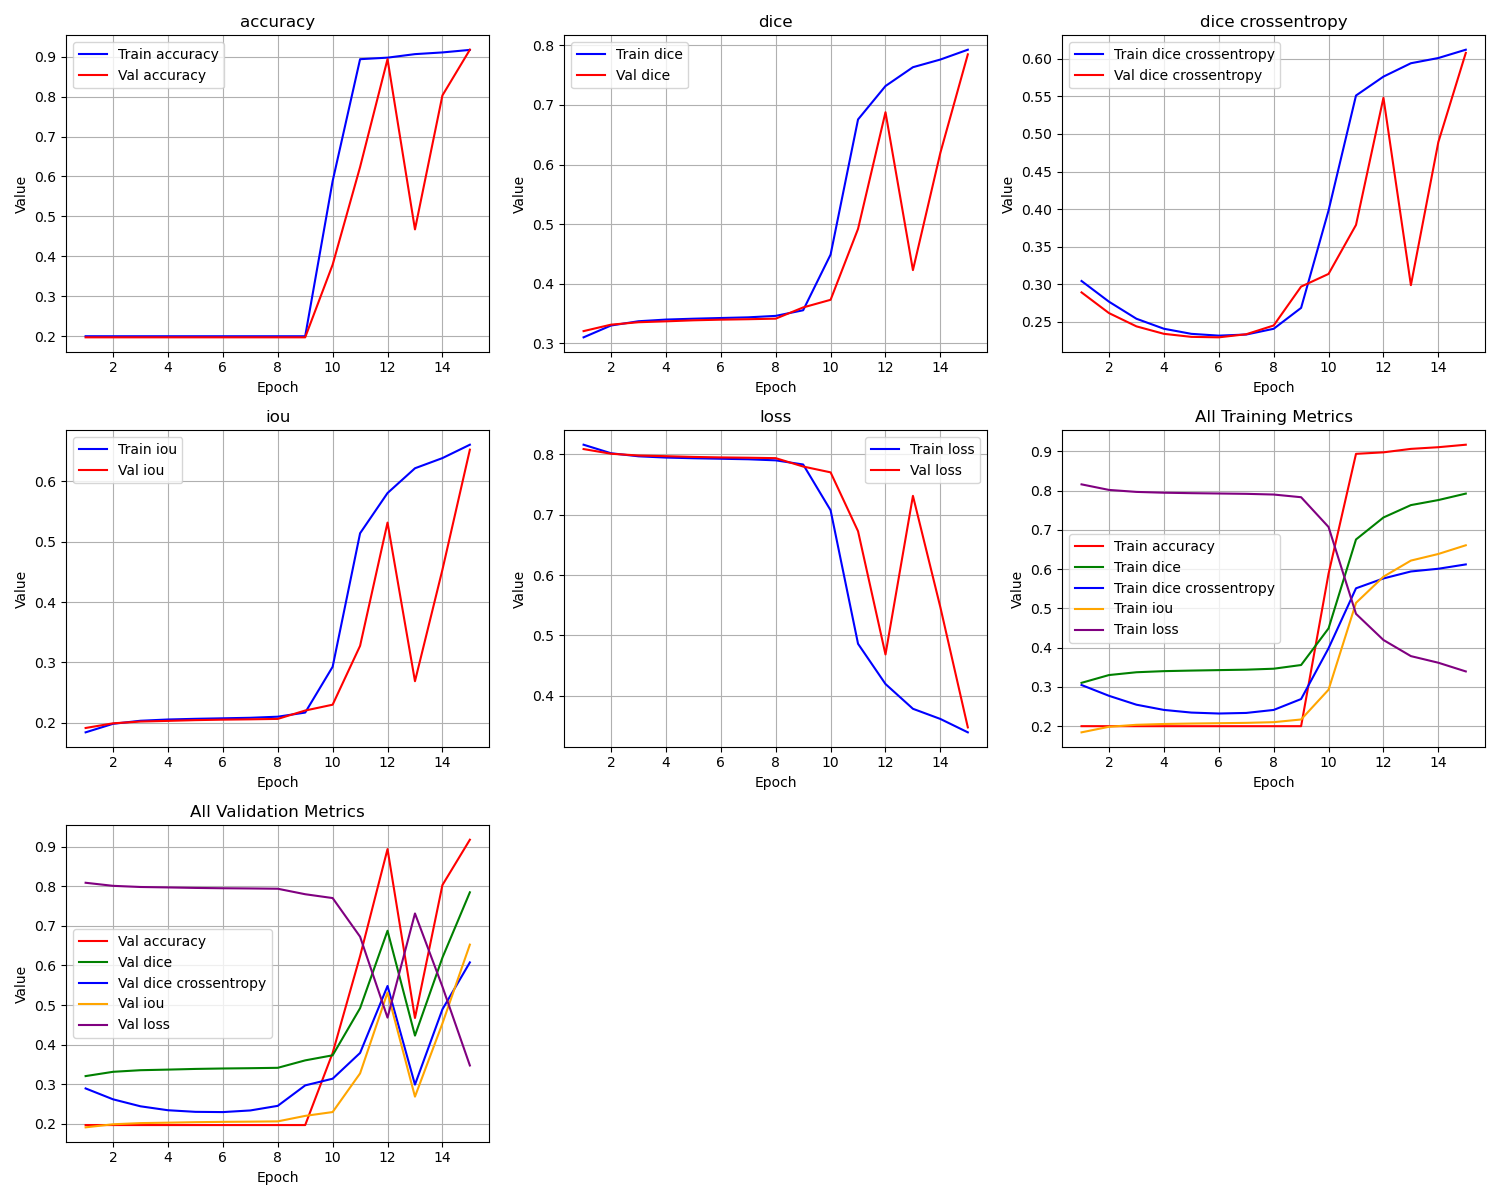 accuracy
Train accuracy
Val accuracy
0.9
0.8
0.7
0.6
0.5
0.4
0.3
0.2
Value
2 4 6 8 10 12 14
Epoch
dice
Train dice
Val dice
0.8
0.7
0.6
0.5
0.4
0.3
Value
2 4 6 8 10 12 14
Epoch
dice crossentropy
Train dice crossentropy
Val dice crossentropy
0.60
0.55
0.50
0.45
0.40
0.35
0.30
0.25
Value
2 4 6 8 10 12 14
Epoch
iou
Train iou
Val iou
0.6
0.5
0.4
0.3
0.2
Value
2 4 6 8 10 12 14
Epoch
loss
Train loss
Val loss
0.8
0.7
0.6
0.5
0.4
Value
2 4 6 8 10 12 14
Epoch
All Training Metrics
0.9
0.8
0.7
0.6
0.5
0.4
0.3
0.2
Value
Train accuracy
Train dice
Train dice crossentropy
Train iou
Train loss
2 4 6 8 10 12 14
Epoch
All Validation Metrics
0.9
0.8
0.7
0.6
0.5
0.4
0.3
0.2
Value
Val accuracy
Val dice
Val dice crossentropy
Val iou
Val loss
2 4 6 8 10 12 14
Epoch